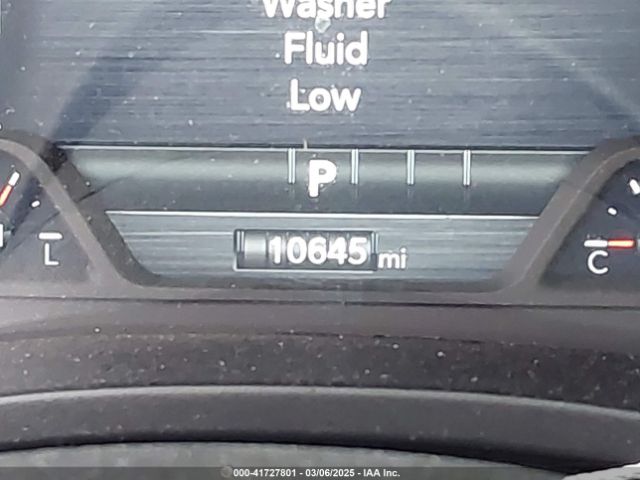 Washer
Fluid
Low
P
10645 mi
L
C
000-41727801 - 03/06/2025 - IAA Inc.